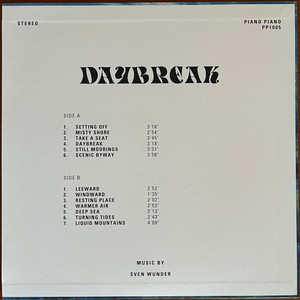 STEREO
PIANO PIANO
PP1005
DAYBREAK
SIDE A
1. SETTING OFF 3'18"
2. MISTY SHORE 2'54"
3. TAKE A SEAT 3'45"
4. DAYBREAK 2'18"
5. STILL MOORINGS 3'31"
6. SCENIC BYWAY 3'56"
SIDE B
1. LEEWARD 2'52"
2. WINDWARD 1'35"
3. RESTING PLACE 2'02"
4. WARMER AIR 2'53"
5. DEEP SEA 3'13"
6. TURNING TIDES 2'43"
7. LIQUID MOUNTAINS 4'09"
MUSIC BY
SVEN WUNDER